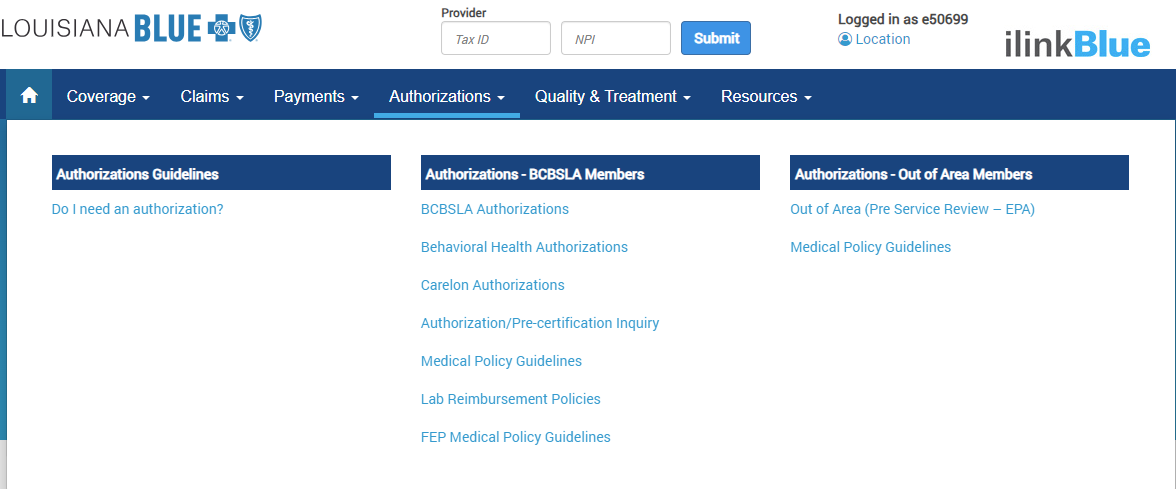 LOUISIANA BLUE
Provider
Tax ID
NPI
Submit
Logged in as e50699
Location
ilinkBlue
Coverage
Claims
Payments
Authorizations
Quality & Treatment
Resources
Authorizations Guidelines
Do I need an authorization?
Authorizations - BCBSLA Members
BCBSLA Authorizations
Behavioral Health Authorizations
Carelon Authorizations
Authorization/Pre-certification Inquiry
Medical Policy Guidelines
Lab Reimbursement Policies
FEP Medical Policy Guidelines
Authorizations - Out of Area Members
Out of Area (Pre Service Review – EPA)
Medical Policy Guidelines